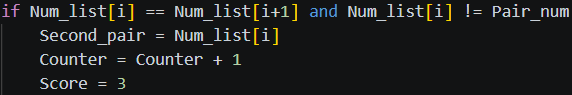 if Num_list[i] == Num_list[i+1] and Num_list[i] != Pair_num
    Second_pair = Num_list[i]
    Counter = Counter + 1
    Score = 3